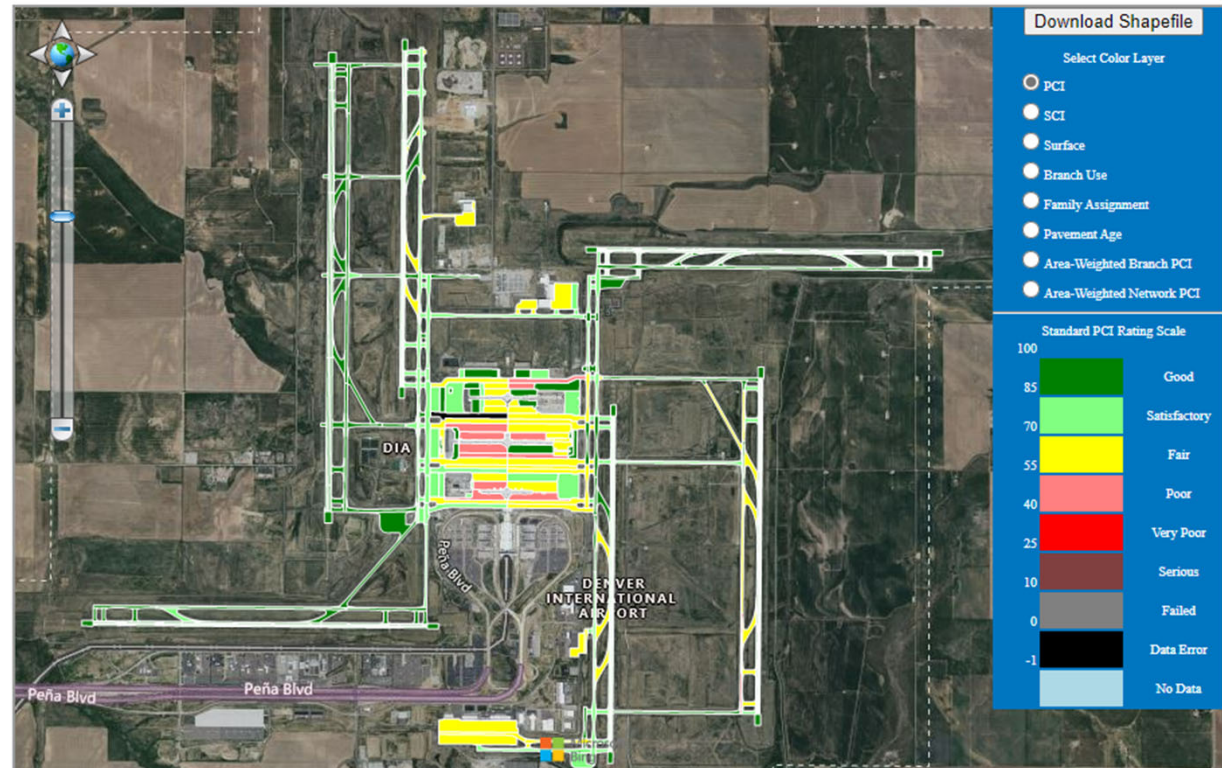 Download Shapefile
Select Color Layer
PCI
SCI
Surface
Branch Use
Family Assignment
Pavement Age
Area-Weighted Branch PCI
Area-Weighted Network PCI
Standard PCI Rating Scale
100
Good
85
Satisfactory
70
Fair
55
Poor
40
Very Poor
25
Serious
10
Failed
0
Data Error
-1
No Data
DIA
Peña Blvd
DENVER
INTERNATIONAL
AIRPORT
Peña Blvd
Peña Blvd
Bing